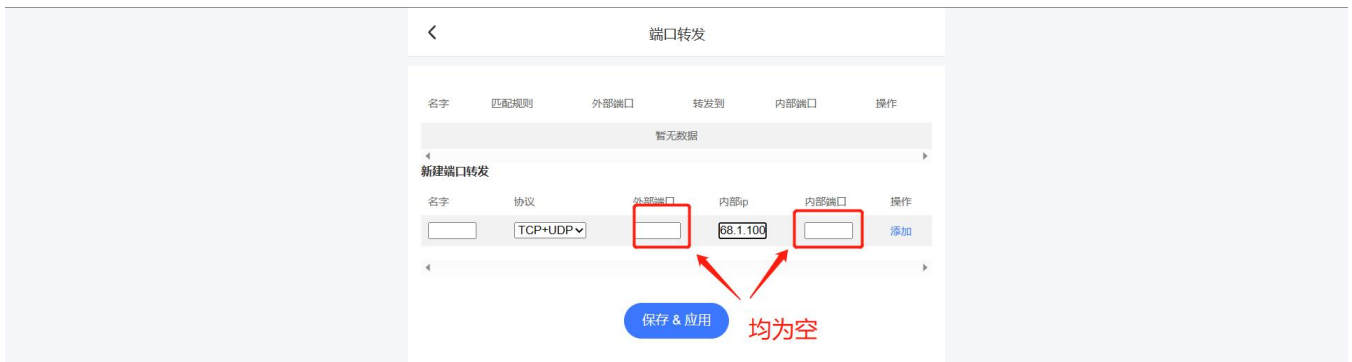 端口转发
名字 匹配规则 外部端口 转发到 内部端口 操作
暂无数据
新建端口转发
名字 协议 外部端口 内部ip 内部端口 操作
TCP+UDP 68.1.100 添加
保存 & 应用
均为空